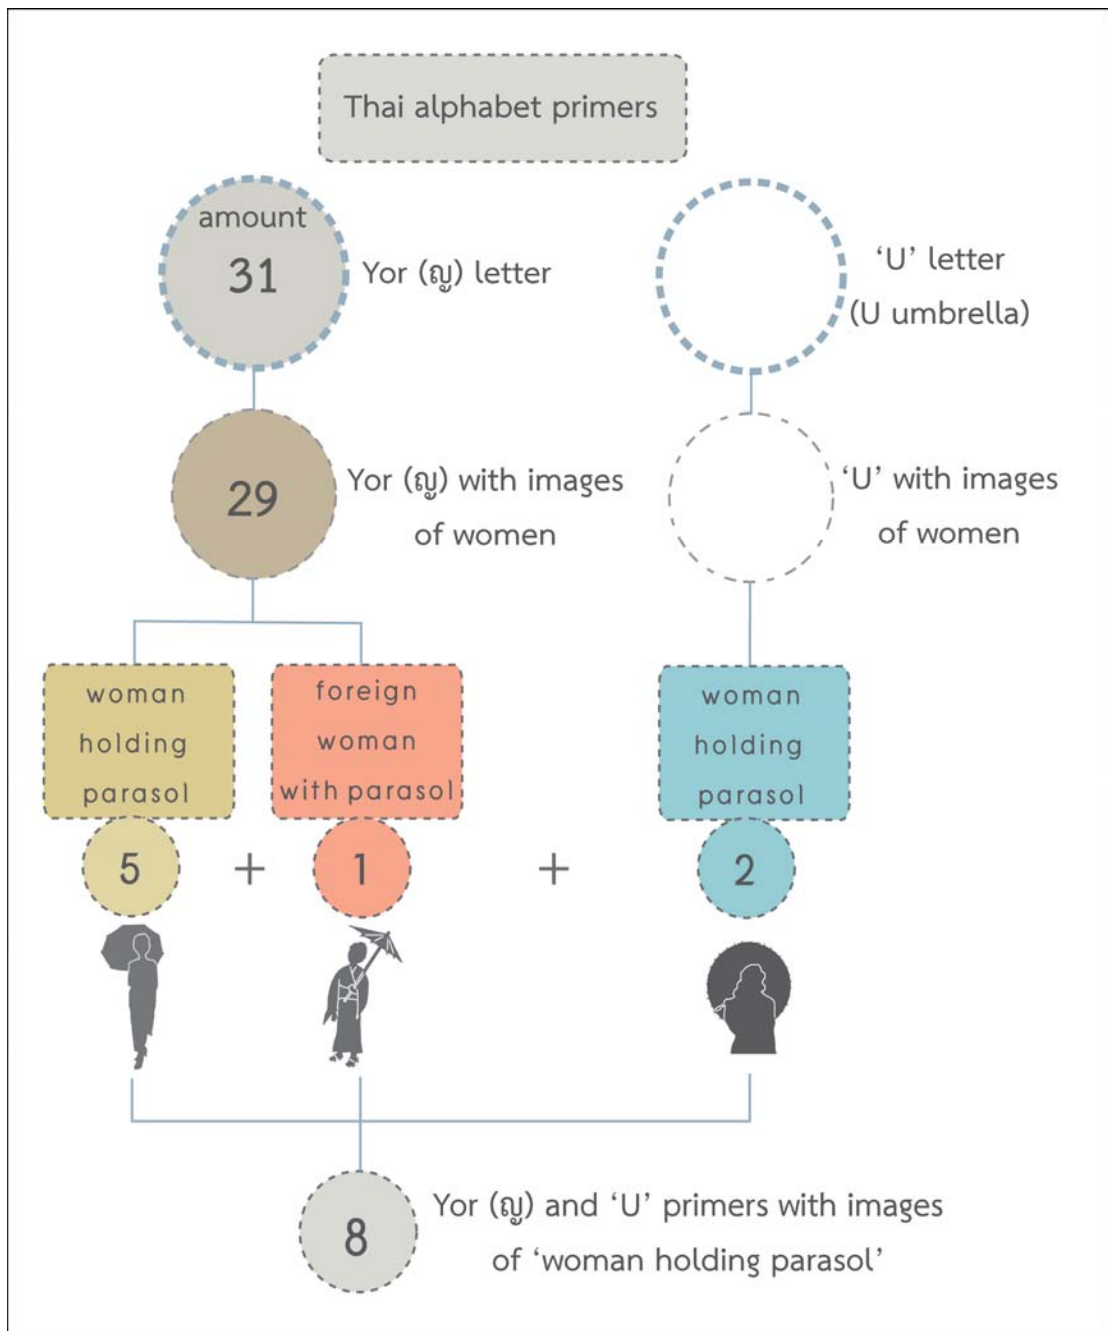 Thai alphabet primers
amount
31
Yor (ญ) letter
‘U’ letter
(U umbrella)
29
Yor (ญ) with images
of women
‘U’ with images
of women
woman
holding
parasol
5
+
foreign
woman
with parasol
1
+
woman
holding
parasol
2
8
Yor (ญ) and ‘U’ primers with images
of ‘woman holding parasol’